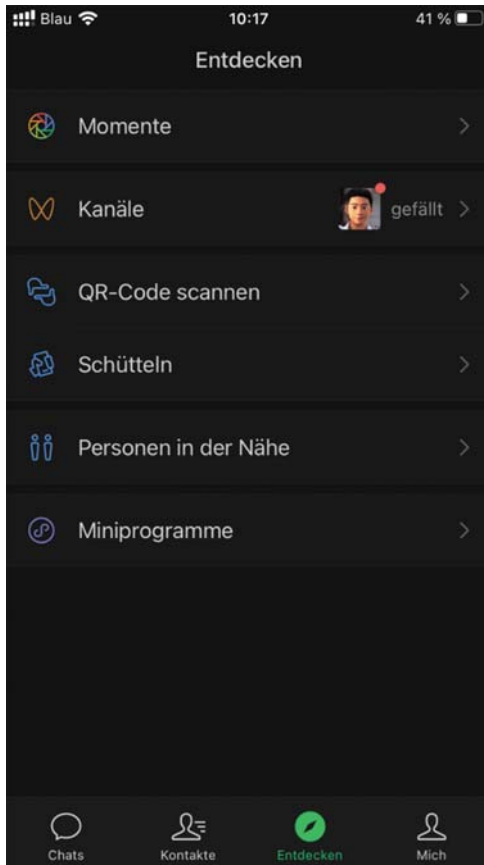 Blau 10:17 41 %
Entdecken
Momente
Kanäle gefällt
QR-Code scannen
Schütteln
Personen in der Nähe
Miniprogramme
Chats Kontakte Entdecken Mich